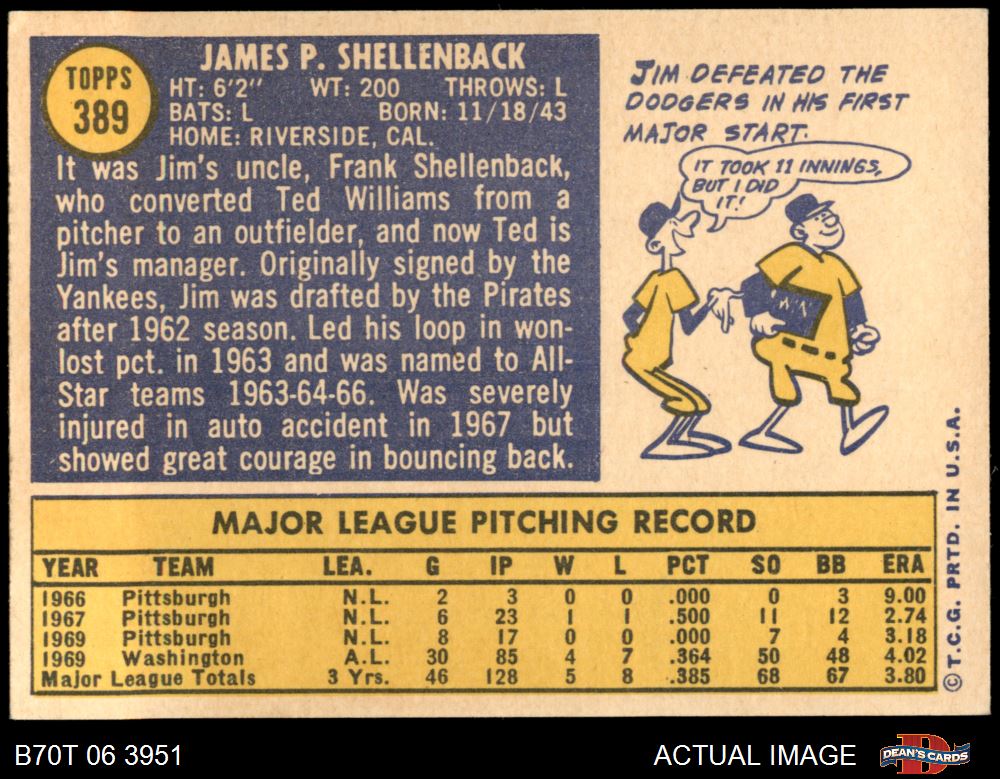 TOPPS
389
JAMES P. SHELLENBACK
HT: 6'2" WT: 200 THROWS: L
BATS: L BORN: 11/18/43
HOME: RIVERSIDE, CAL.
It was Jim's uncle, Frank Shellenback,
who converted Ted Williams from a
pitcher to an outfielder, and now Ted is
Jim's manager. Originally signed by the
Yankees, Jim was drafted by the Pirates
after 1962 season. Led his loop in won-
lost pct. in 1963 and was named to All-
Star teams 1963-64-66. Was severely
injured in auto accident in 1967 but
showed great courage in bouncing back.
JIM DEFEATED THE
DODGERS IN HIS FIRST
MAJOR START.
IT TOOK 11 INNINGS,
BUT I DID
IT!
MAJOR LEAGUE PITCHING RECORD
YEAR TEAM LEA. G IP W L PCT SO BB ERA
1966 Pittsburgh N.L. 2 3 0 0 .000 0 3 9.00
1967 Pittsburgh N.L. 6 23 1 1 .500 11 12 2.74
1969 Pittsburgh N.L. 8 17 0 0 .000 7 4 3.18
1969 Washington A.L. 30 85 4 7 .364 50 48 4.02
Major League Totals 3 Yrs. 46 128 5 8 .385 68 67 3.80
© T.C.G. PRTD. IN U.S.A.
B70T 06 3951
ACTUAL IMAGE
DEAN'S CARDS